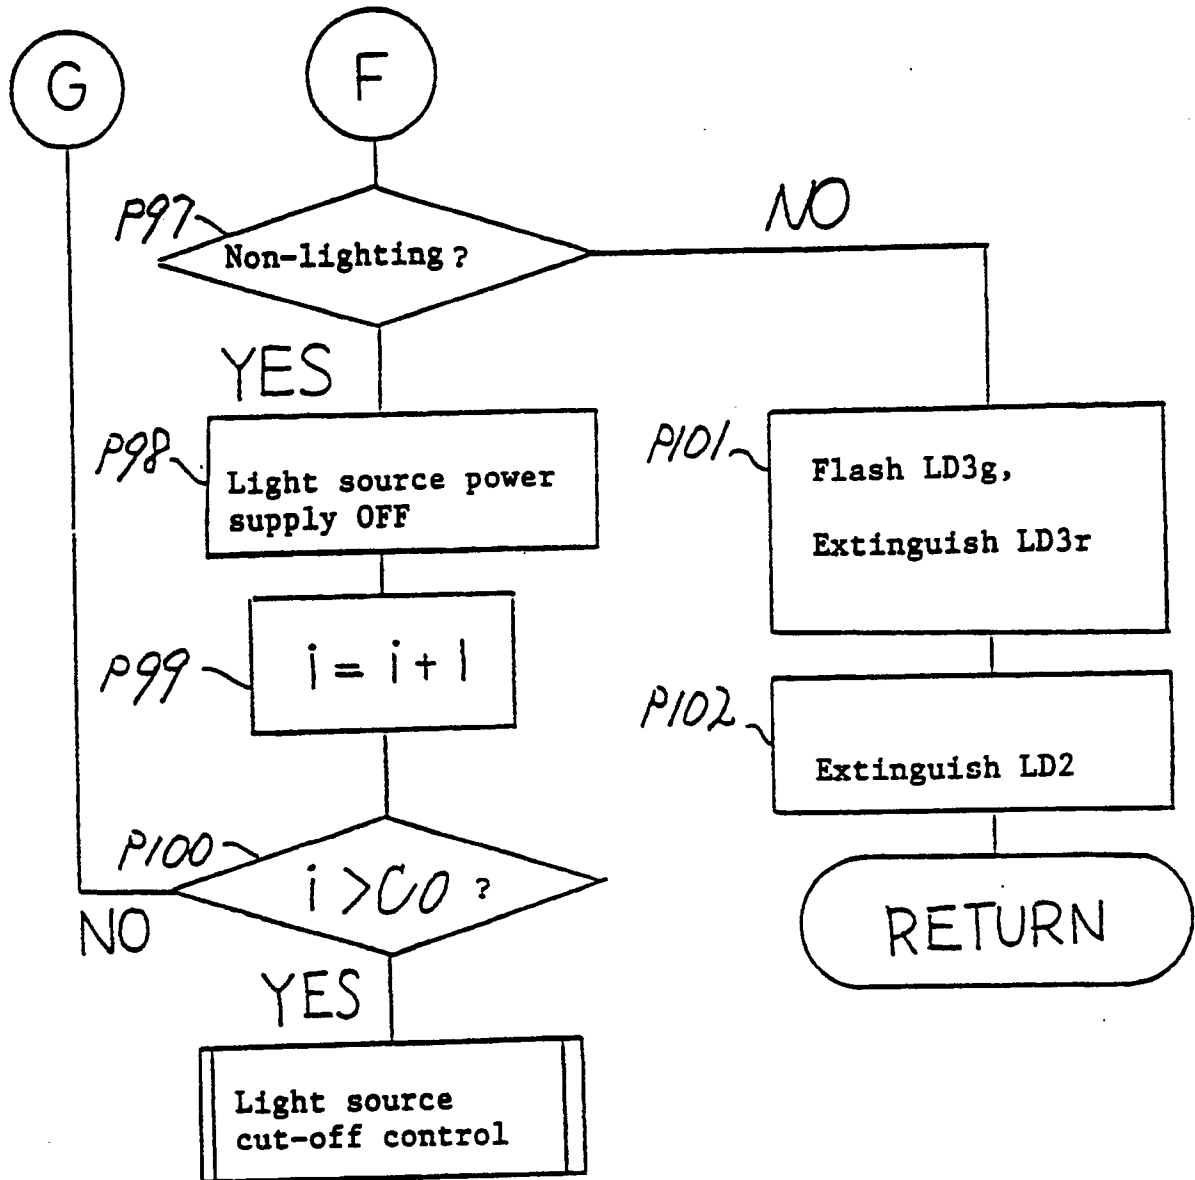 G
F
P97
Non-lighting ?
NO
YES
P98
Light source power
supply OFF
P99
i = i + 1
P100
i > C0 ?
NO
YES
Light source
cut-off control
P101
Flash LD3g,
Extinguish LD3r
P102
Extinguish LD2
RETURN